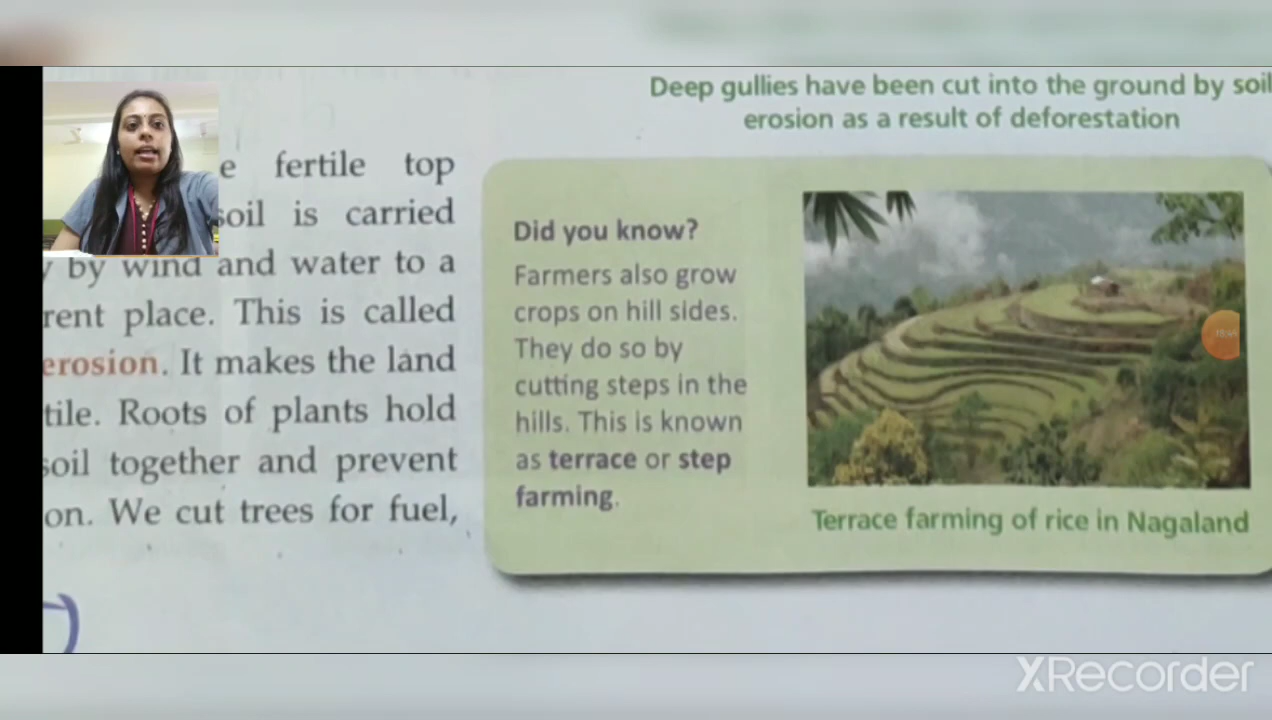 Deep gullies have been cut into the ground by soil
erosion as a result of deforestation
e fertile top
soil is carried
y by wind and water to a
rent place. This is called
erosion. It makes the land
tile. Roots of plants hold
soil together and prevent
on. We cut trees for fuel,
Did you know?
Farmers also grow
crops on hill sides.
They do so by
cutting steps in the
hills. This is known
as terrace or step
farming.
Terrace farming of rice in Nagaland
XRecorder